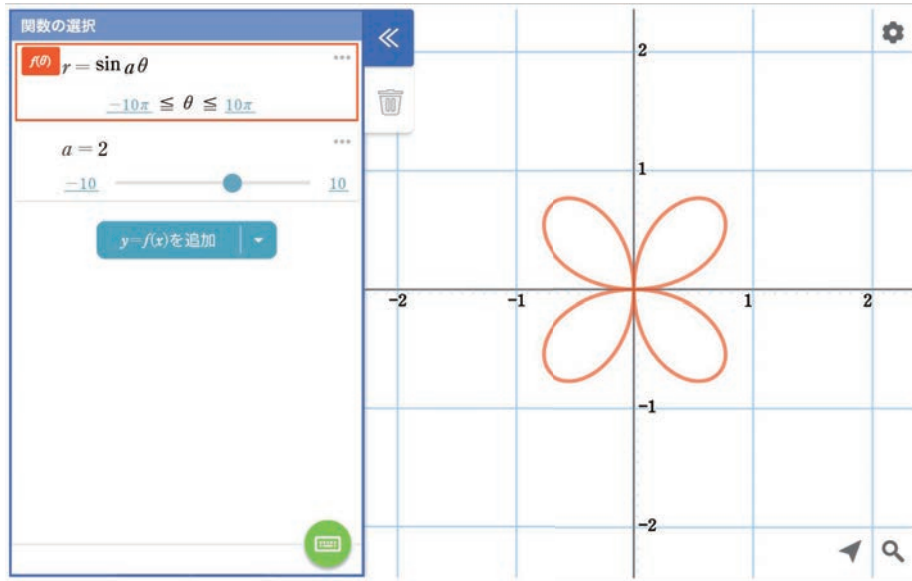 関数の選択
f(θ) r = sin aθ
−10π ≦ θ ≦ 10π
a = 2
−10 10
y=f(x)を追加
2
1
−2 −1 1 2
−1
−2